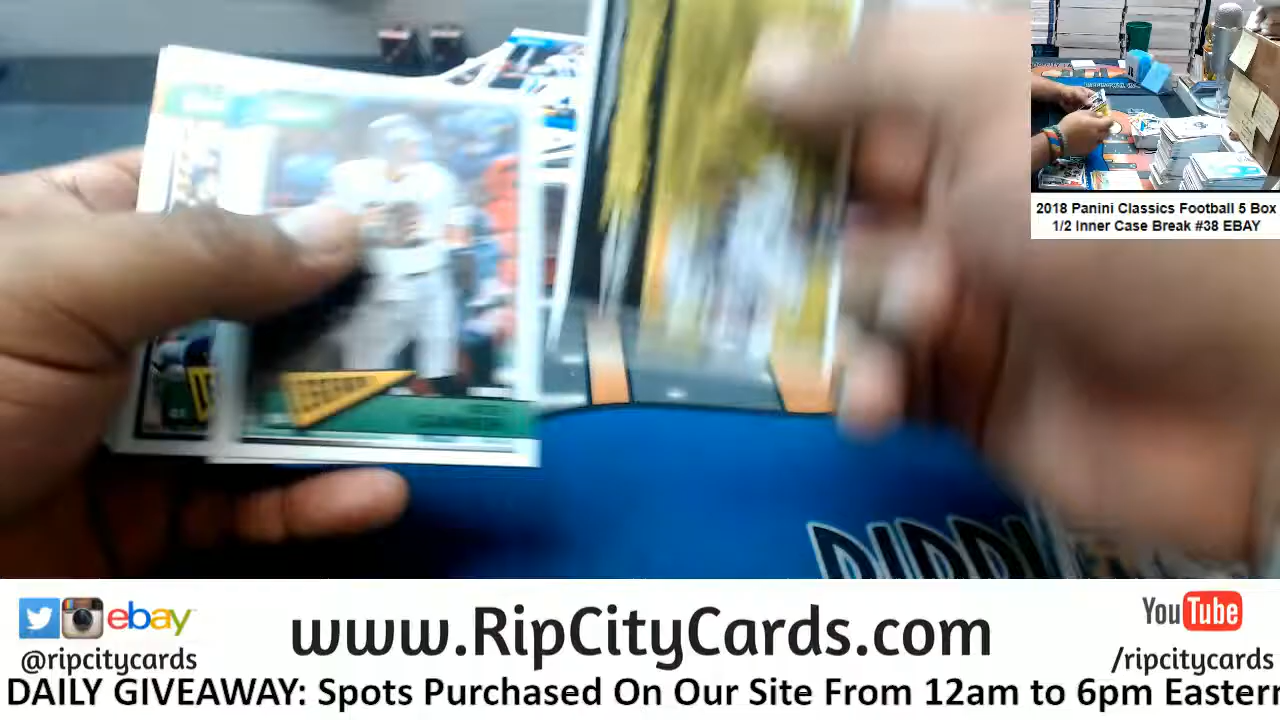 2018 Panini Classics Football 5 Box
1/2 Inner Case Break #38 EBAY
LEGEND
ebay
@ripcitycards
www.RipCityCards.com
YouTube
/ripcitycards
DAILY GIVEAWAY: Spots Purchased On Our Site From 12am to 6pm Eastern